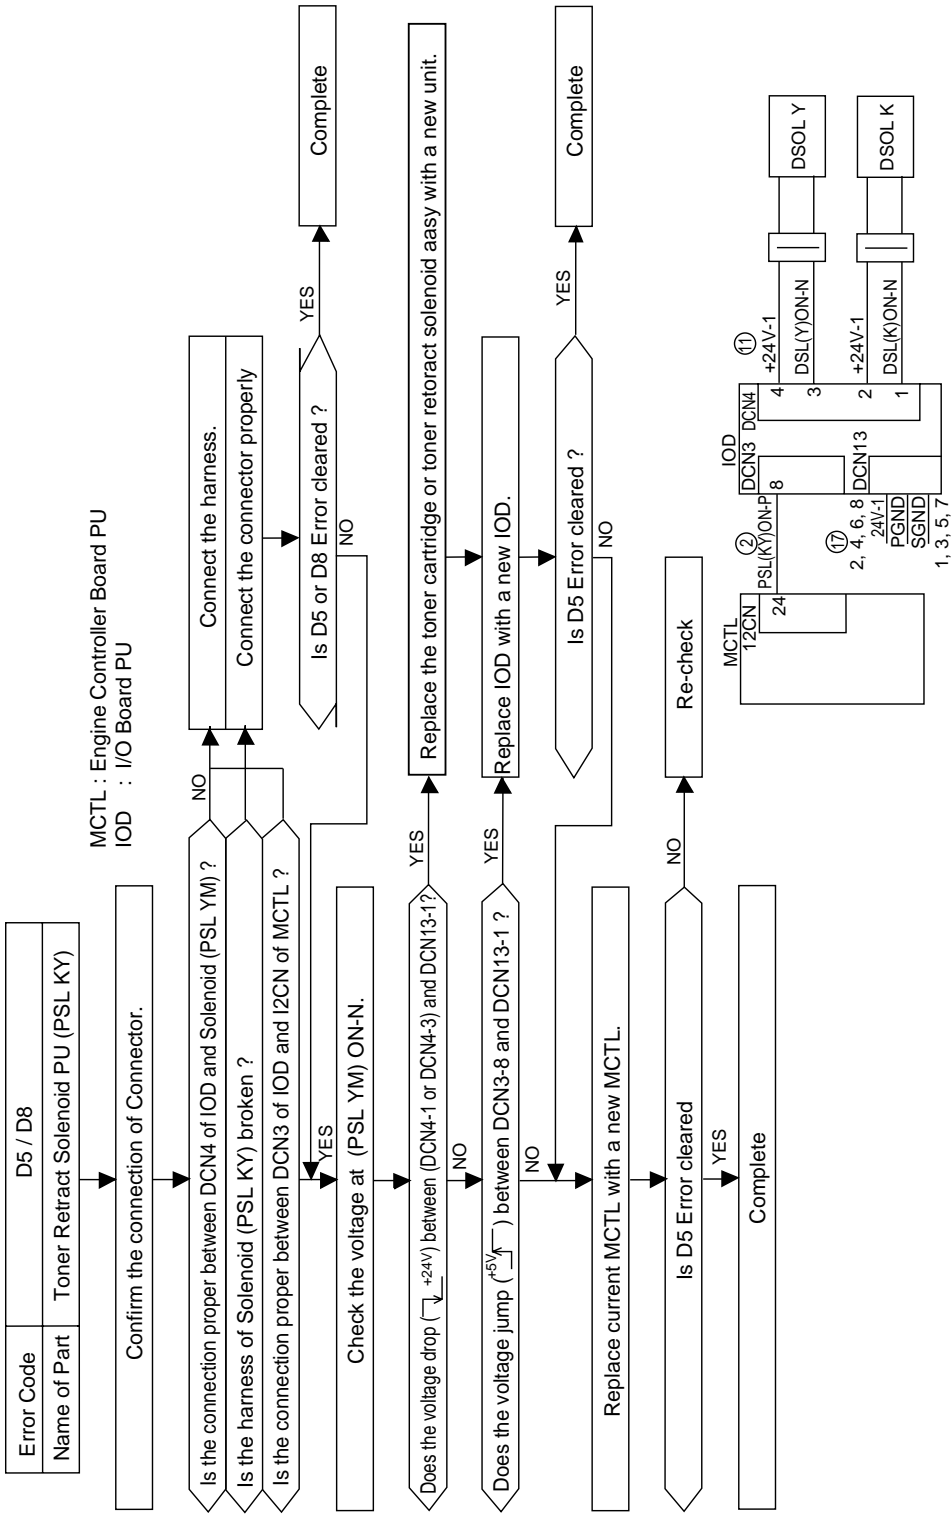 Error Code
D5 / D8
Name of Part
Toner Retract Solenoid PU (PSL KY)
MCTL : Engine Controller Board PU
IOD : I/O Board PU
Confirm the connection of Connector.
Is the connection proper between DCN4 of IOD and Solenoid (PSL YM) ?
Is the harness of Solenoid (PSL KY) broken ?
Is the connection proper between DCN3 of IOD and I2CN of MCTL ?
NO
Connect the harness.
Connect the connector properly
Is D5 or D8 Error cleared ?
YES
Complete
NO
YES
Check the voltage at (PSL YM) ON-N.
Does the voltage drop ( +24V) between (DCN4-1 or DCN4-3) and DCN13-1?
YES
Replace the toner cartridge or toner retoract solenoid aasy with a new unit.
NO
Does the voltage jump ( +5V ) between DCN3-8 and DCN13-1 ?
YES
Replace IOD with a new IOD.
NO
Is D5 Error cleared ?
YES
Complete
NO
Replace current MCTL with a new MCTL.
Is D5 Error cleared
NO
Re-check
YES
Complete
MCTL
12CN
24
2
PSL(KY)ON-P
IOD
DCN3
DCN4
8
DCN13
17
2, 4, 6, 8
24V-1
PGND
SGND
1, 3, 5, 7
11
4
+24V-1
3
DSL(Y)ON-N
DSOL Y
2
+24V-1
1
DSL(K)ON-N
DSOL K